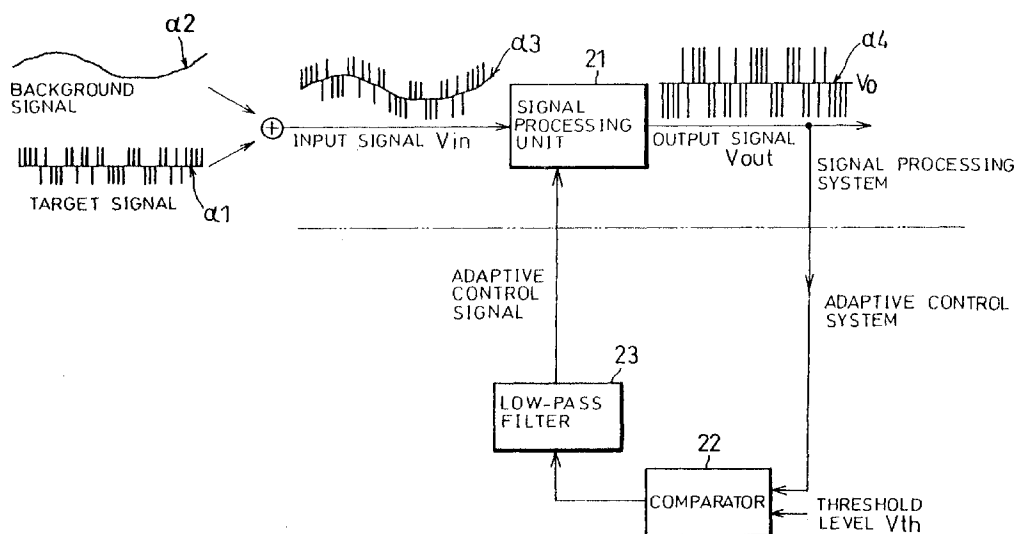 α2
BACKGROUND
SIGNAL
TARGET SIGNAL
α1
α3
INPUT SIGNAL Vin
21
SIGNAL
PROCESSING
UNIT
α4
Vo
OUTPUT SIGNAL
Vout
SIGNAL PROCESSING
SYSTEM
ADAPTIVE
CONTROL
SIGNAL
ADAPTIVE CONTROL
SYSTEM
23
LOW-PASS
FILTER
22
COMPARATOR
THRESHOLD
LEVEL Vth